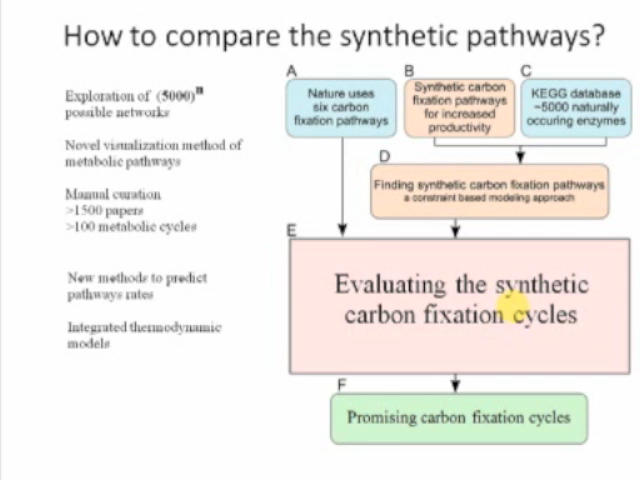 How to compare the synthetic pathways?
Exploration of (5000)ⁿ
possible networks
Novel visualization method of
metabolic pathways
Manual curation
>1500 papers
>100 metabolic cycles
New methods to predict
pathways rates
Integrated thermodynamic
models
A
Nature uses
six carbon
fixation pathways
B
Synthetic carbon
fixation pathways
for increased
productivity
C
KEGG database
~5000 naturally
occuring enzymes
D
Finding synthetic carbon fixation pathways
a constraint based modeling approach
E
Evaluating the synthetic
carbon fixation cycles
F
Promising carbon fixation cycles